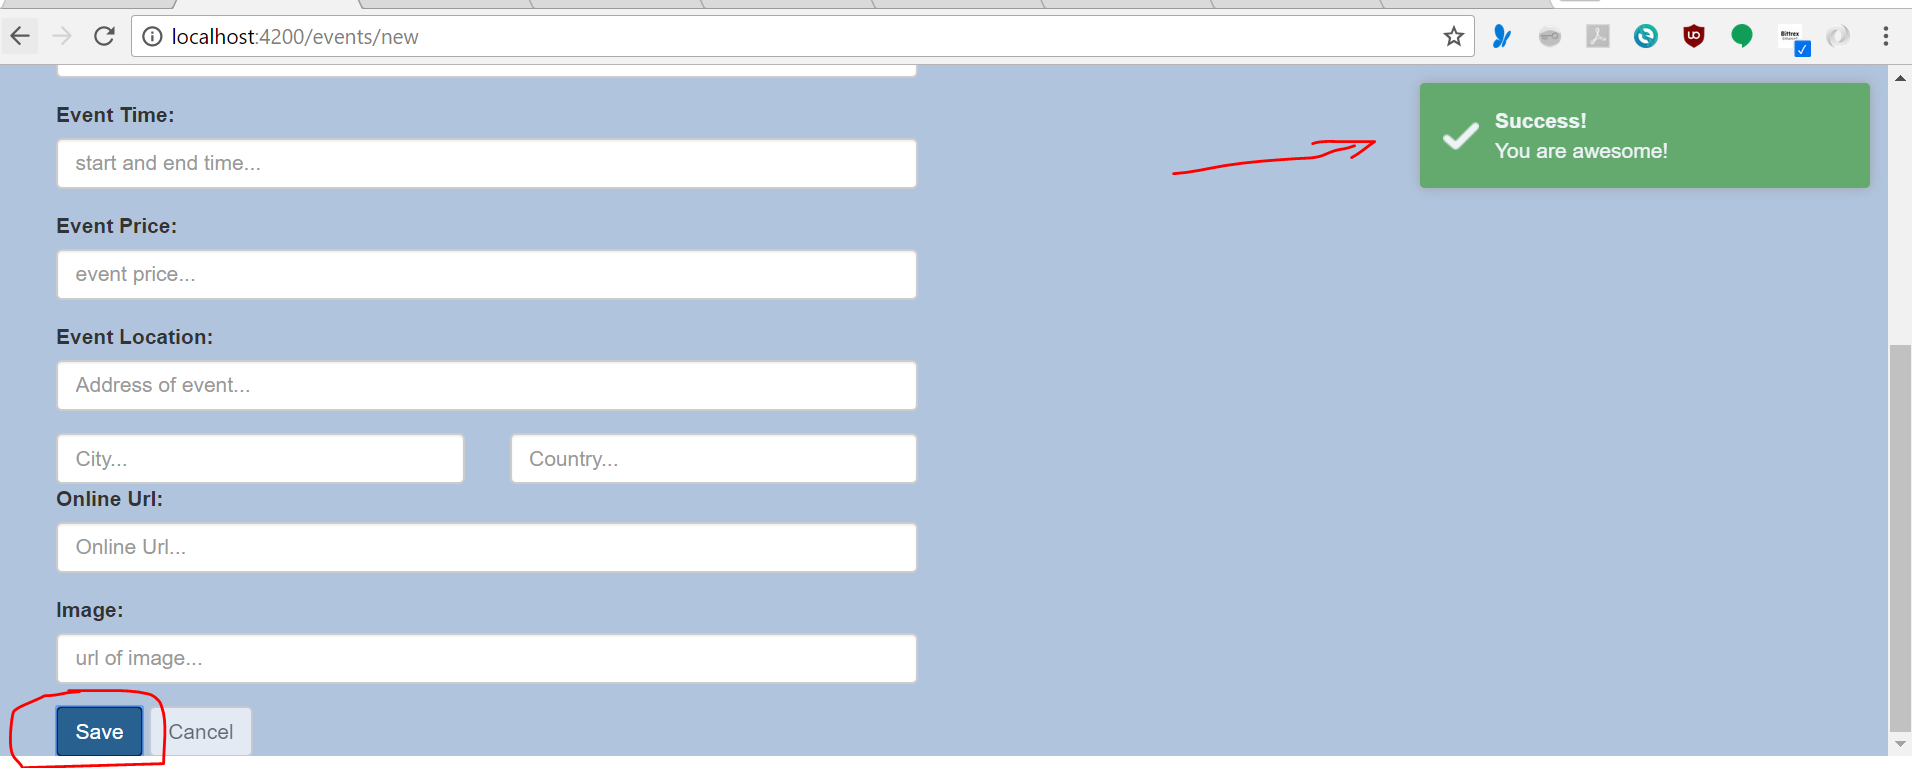 localhost:4200/events/new
Bittrex
Event Time:
start and end time...
Success!
You are awesome!
Event Price:
event price...
Event Location:
Address of event...
City... Country...
Online Url:
Online Url...
Image:
url of image...
Save Cancel